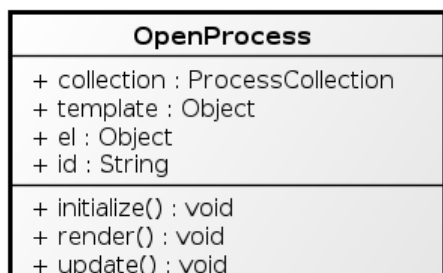 OpenProcess
+ collection : ProcessCollection
+ template : Object
+ el : Object
+ id : String
+ initialize() : void
+ render() : void
+ update() : void